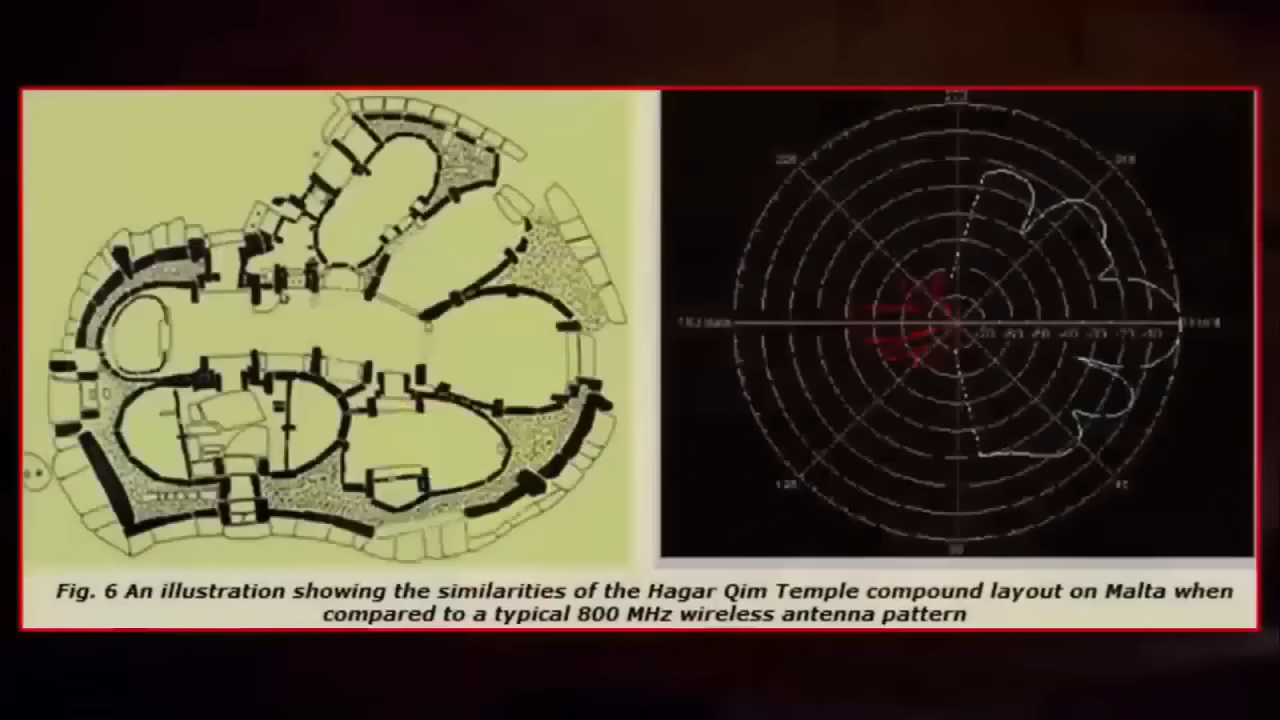 Fig. 6 An illustration showing the similarities of the Hagar Qim Temple compound layout on Malta when
compared to a typical 800 MHz wireless antenna pattern